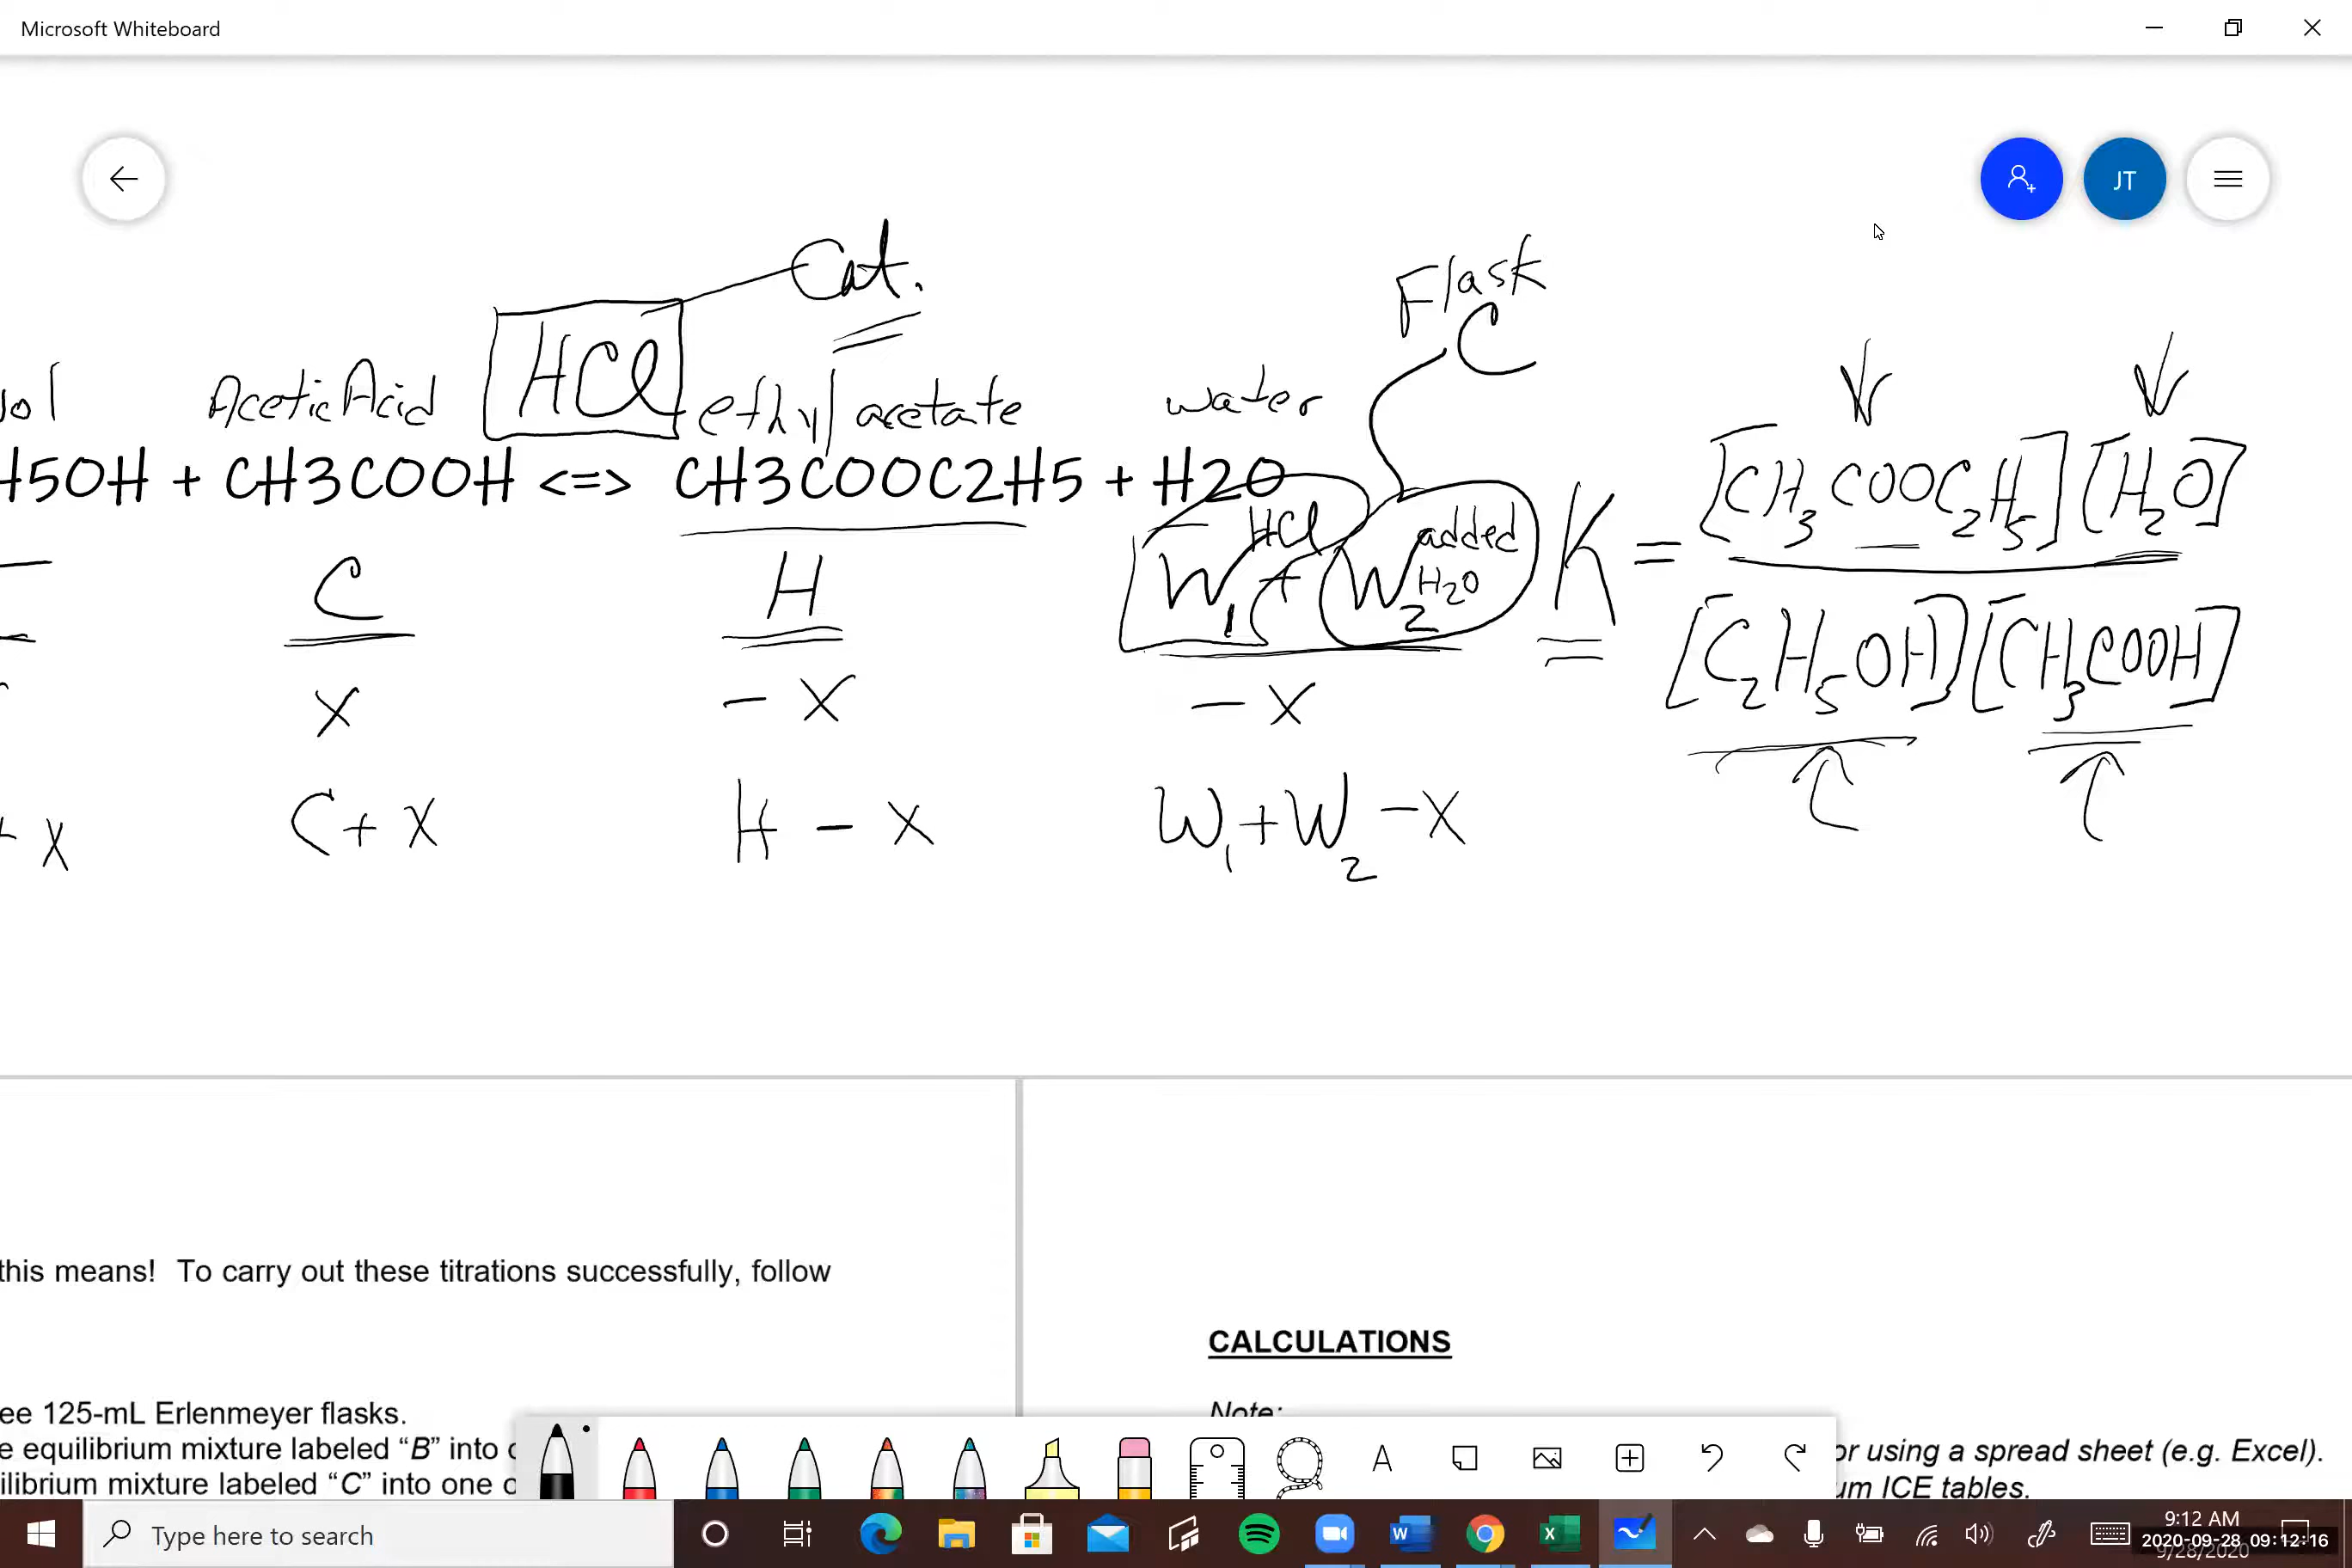 Microsoft Whiteboard
JT
Cat.
Flask
C
HCl
Acetic Acid
ethyl acetate
water
H5OH + CH3COOH <=> CH3COOC2H5 + H2O
K = [CH3COOC2H5][H2O]
[C2H5OH][CH3COOH]
C
H
W1 HCl + W2 added H2O
X
- X
- X
+ X
C + X
H - X
W1 + W2 - X
this means! To carry out these titrations successfully, follow
ee 125-mL Erlenmeyer flasks.
e equilibrium mixture labeled “B” into
ilibrium mixture labeled “C” into one
CALCULATIONS
Note:
or using a spread sheet (e.g. Excel).
um ICE tables.
A
Type here to search
9:12 AM
2020-09-28 09:12:16
9/28/2020